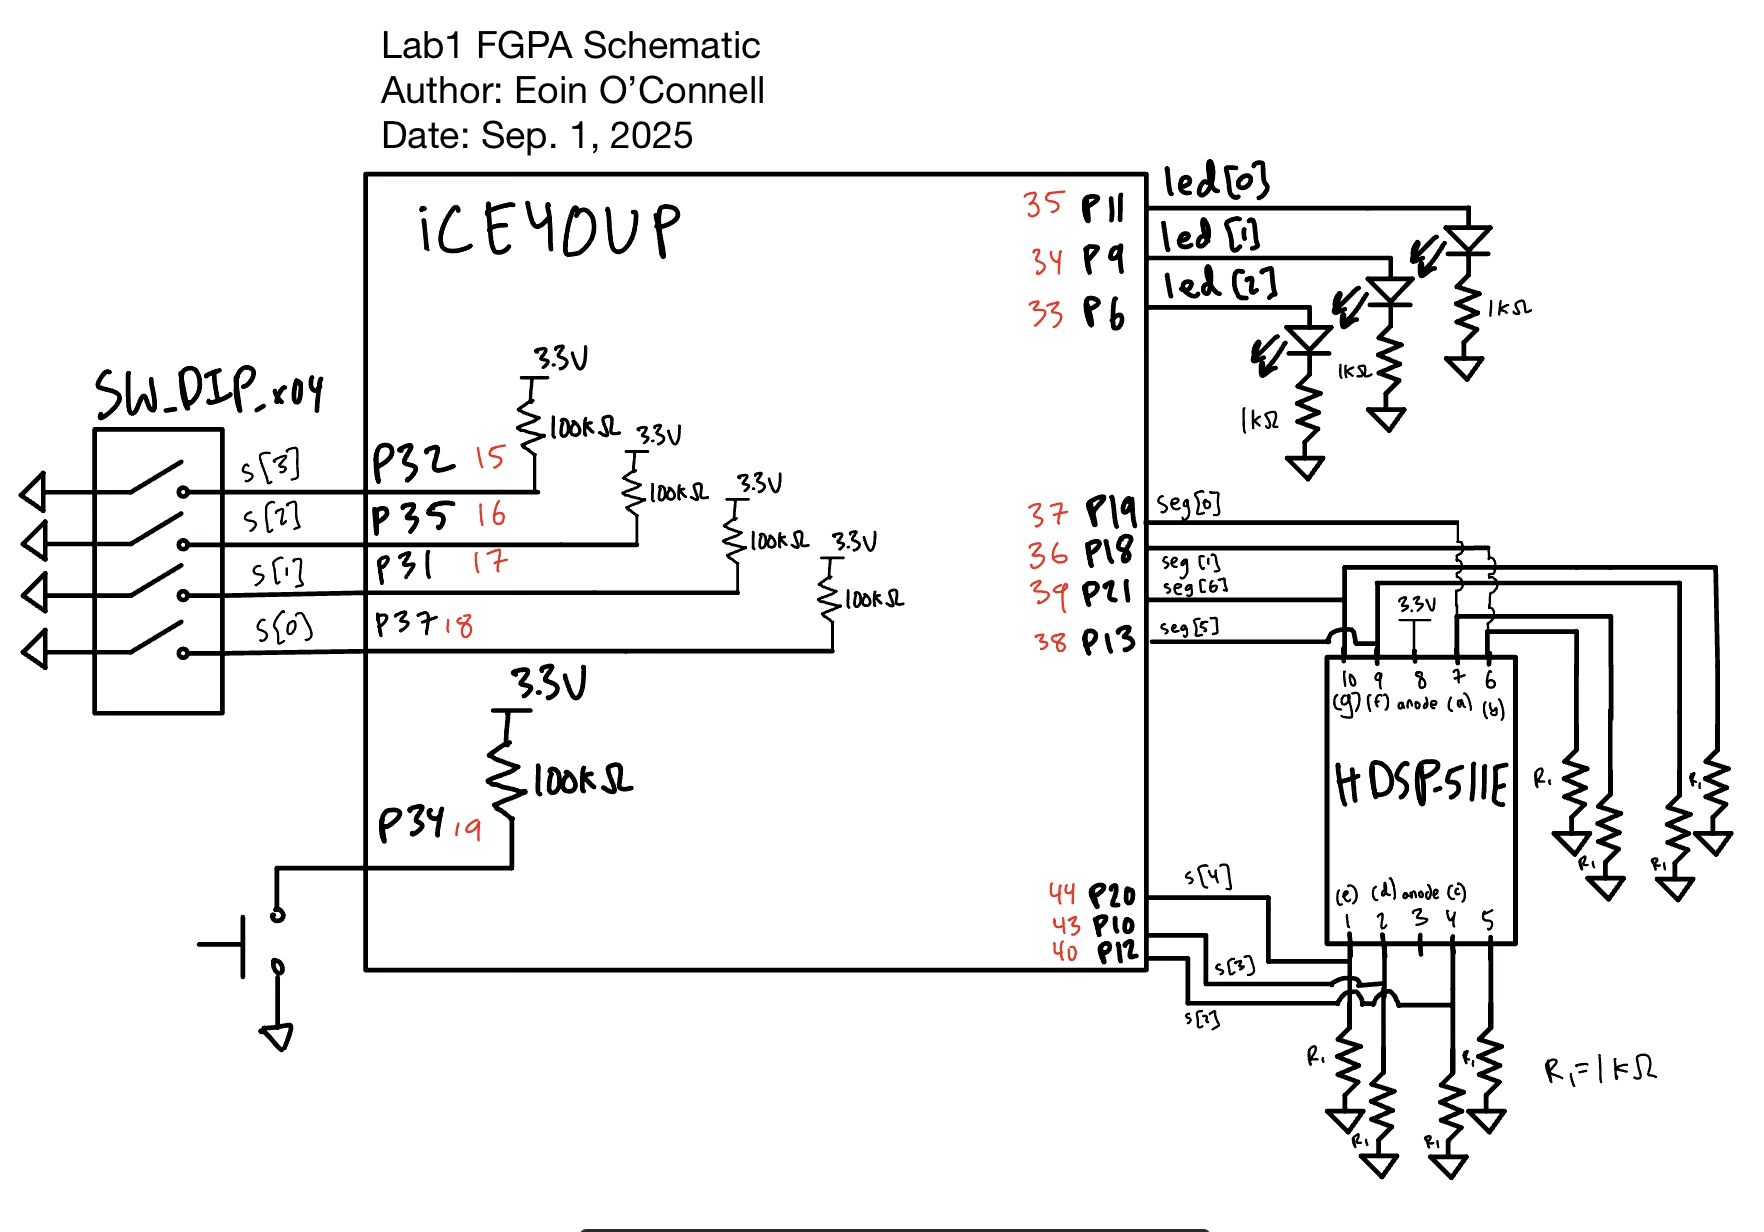 Lab1 FGPA Schematic
Author: Eoin O'Connell
Date: Sep. 1, 2025
iCE40UP
35 P11 led[0]
34 P9 led[1]
33 P6 led[2]
1kΩ
1kΩ
1kΩ
SW_DIP_x04
s[3]
s[2]
s[1]
s[0]
P32 15
P35 16
P31 17
P37 18
3.3V
100kΩ
3.3V
100kΩ
3.3V
100kΩ
3.3V
100kΩ
3.3V
100kΩ
P34 19
37 P19 seg[0]
36 P18 seg[1]
39 P21 seg[6]
38 P13 seg[5]
3.3V
10 9 8 7 6
(g) (f) anode (a) (b)
HDSP-511E
(e) (d) anode (c)
1 2 3 4 5
R1
R1
R1
R1
44 P20 s[4]
43 P10 s[3]
40 P12 s[2]
R1
R1
R1
R1
R1=1kΩ